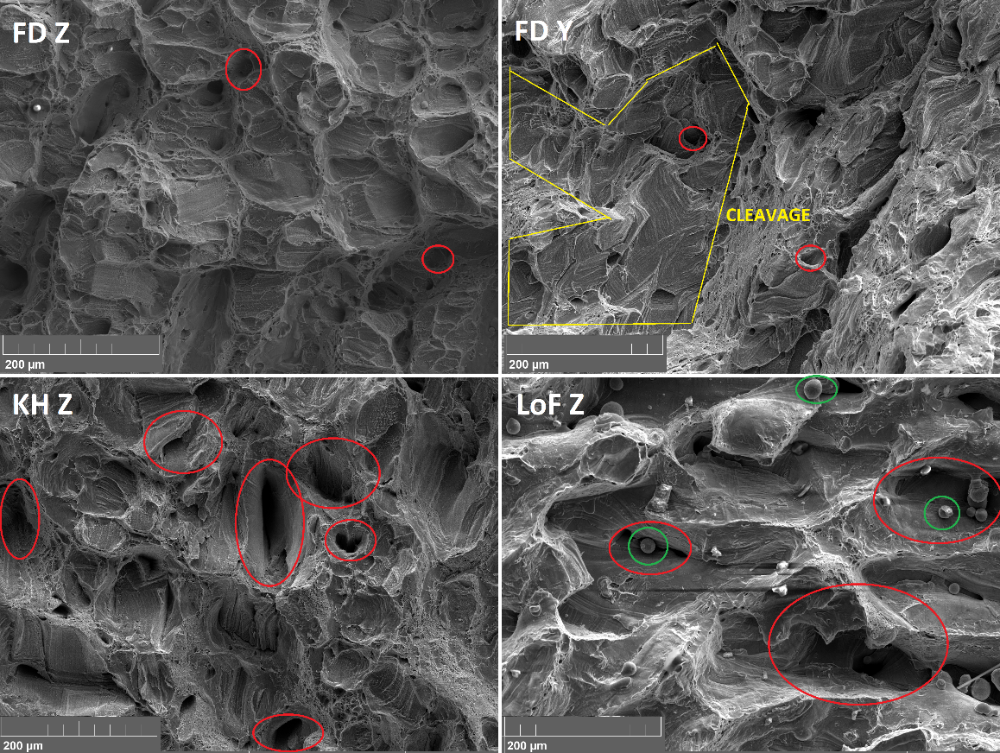 FD Z
FD Y
CLEAVAGE
200 µm
200 µm
KH Z
LoF Z
200 µm
200 µm